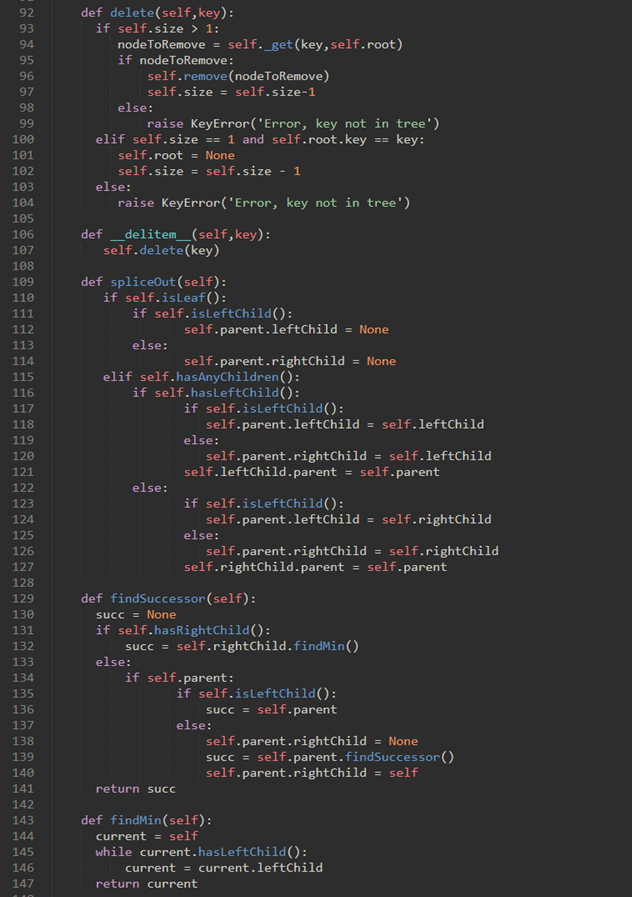 92 def delete(self,key):
93 if self.size > 1:
94 nodeToRemove = self._get(key,self.root)
95 if nodeToRemove:
96 self.remove(nodeToRemove)
97 self.size = self.size-1
98 else:
99 raise KeyError('Error, key not in tree')
100 elif self.size == 1 and self.root.key == key:
101 self.root = None
102 self.size = self.size - 1
103 else:
104 raise KeyError('Error, key not in tree')
105
106 def __delitem__(self,key):
107 self.delete(key)
108
109 def spliceOut(self):
110 if self.isLeaf():
111 if self.isLeftChild():
112 self.parent.leftChild = None
113 else:
114 self.parent.rightChild = None
115 elif self.hasAnyChildren():
116 if self.hasLeftChild():
117 if self.isLeftChild():
118 self.parent.leftChild = self.leftChild
119 else:
120 self.parent.rightChild = self.leftChild
121 self.leftChild.parent = self.parent
122 else:
123 if self.isLeftChild():
124 self.parent.leftChild = self.rightChild
125 else:
126 self.parent.rightChild = self.rightChild
127 self.rightChild.parent = self.parent
128
129 def findSuccessor(self):
130 succ = None
131 if self.hasRightChild():
132 succ = self.rightChild.findMin()
133 else:
134 if self.parent:
135 if self.isLeftChild():
136 succ = self.parent
137 else:
138 self.parent.rightChild = None
139 succ = self.parent.findSuccessor()
140 self.parent.rightChild = self
141 return succ
142
143 def findMin(self):
144 current = self
145 while current.hasLeftChild():
146 current = current.leftChild
147 return current